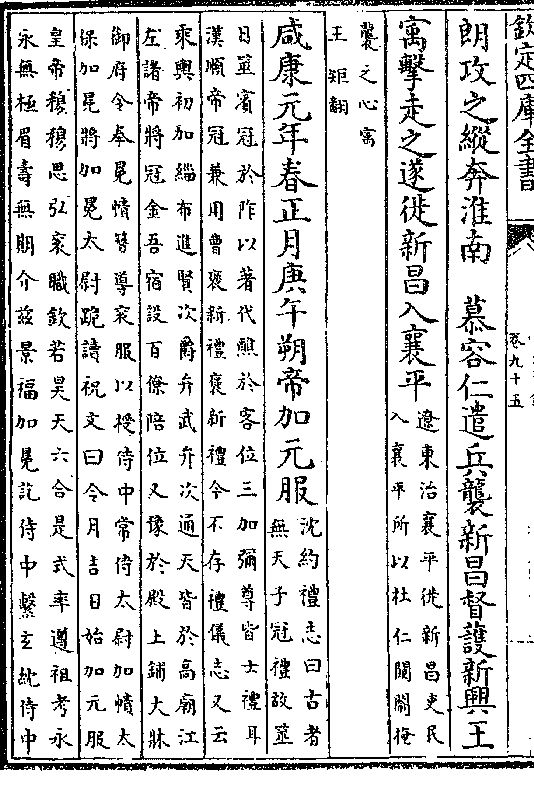 欽定四庫全書
卷九十五
朗攻之縱奔淮南　慕容仁遣兵襲新昌督護新興王
寓擊走之遂徙新昌入襄平
遼東治襄平徙新昌吏民
入襄平所以杜仁闚𨵦掩
襲之心寓
王矩翻
咸康元年春正月庚午朔帝加元服
沈約禮志曰古者
無天子冠禮故筮
日筮賓冠於阼以著代醮於客位三加彌尊皆士禮耳
漢順帝冠兼用曹褒新禮褒新禮今不存禮儀志又云
乘輿初加緇布進賢次爵弁武弁次通天皆於高廟江
左諸帝將冠金吾宿設百僚陪位又豫於殿上鋪大牀
御府令奉冕幘簪導衮服以授侍中常侍太尉加幘太
保加冕將加冕太尉跪讀祝文曰令月吉日始加元服
皇帝穆穆思弘衮職欽若昊天六合是式率遵祖考永
永無極眉壽無期介兹景福加冕訖侍中繫玄紞侍中